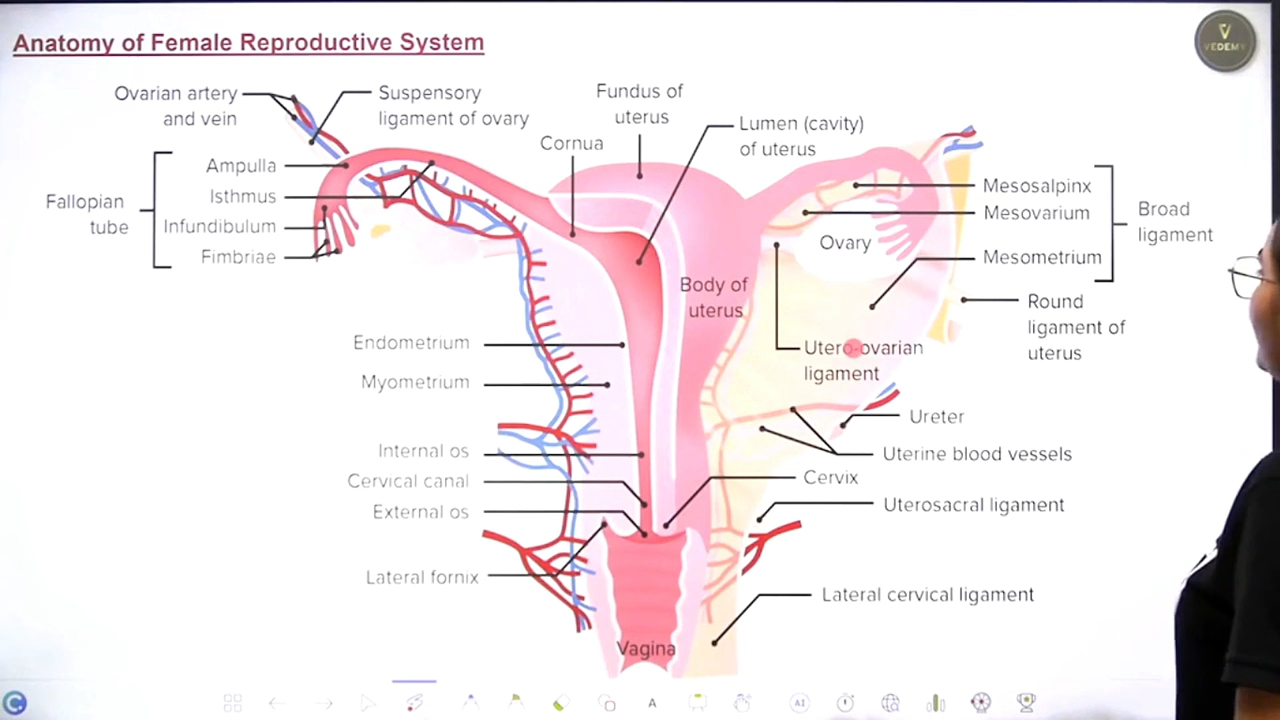 Anatomy of Female Reproductive System
V
VEDEMY
Ovarian artery
and vein
Suspensory
ligament of ovary
Fundus of
uterus
Cornua
Lumen (cavity)
of uterus
Ampulla
Isthmus
Infundibulum
Fimbriae
Fallopian
tube
Mesosalpinx
Mesovarium
Mesometrium
Broad
ligament
Ovary
Body of
uterus
Round
ligament of
uterus
Utero-ovarian
ligament
Endometrium
Myometrium
Internal os
Cervical canal
External os
Lateral fornix
Ureter
Uterine blood vessels
Cervix
Uterosacral ligament
Lateral cervical ligament
Vagina
A
AI